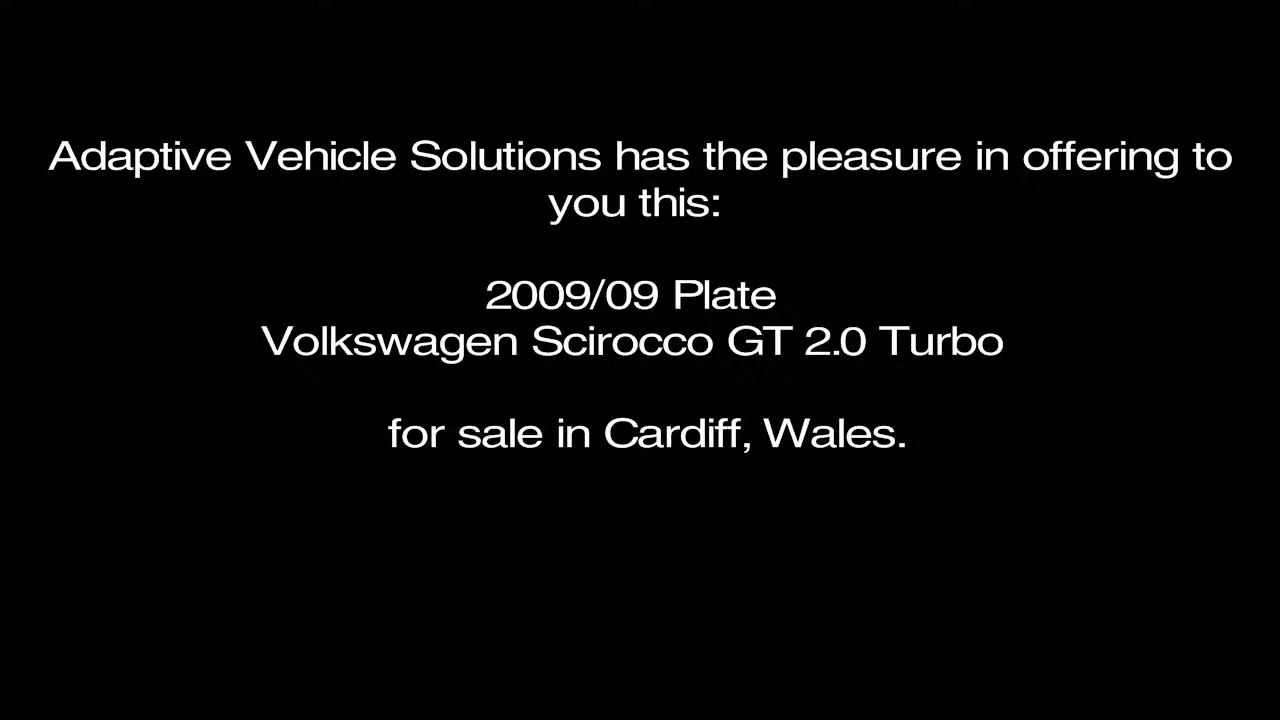 Adaptive Vehicle Solutions has the pleasure in offering to
you this:
2009/09 Plate
Volkswagen Scirocco GT 2.0 Turbo
for sale in Cardiff, Wales.